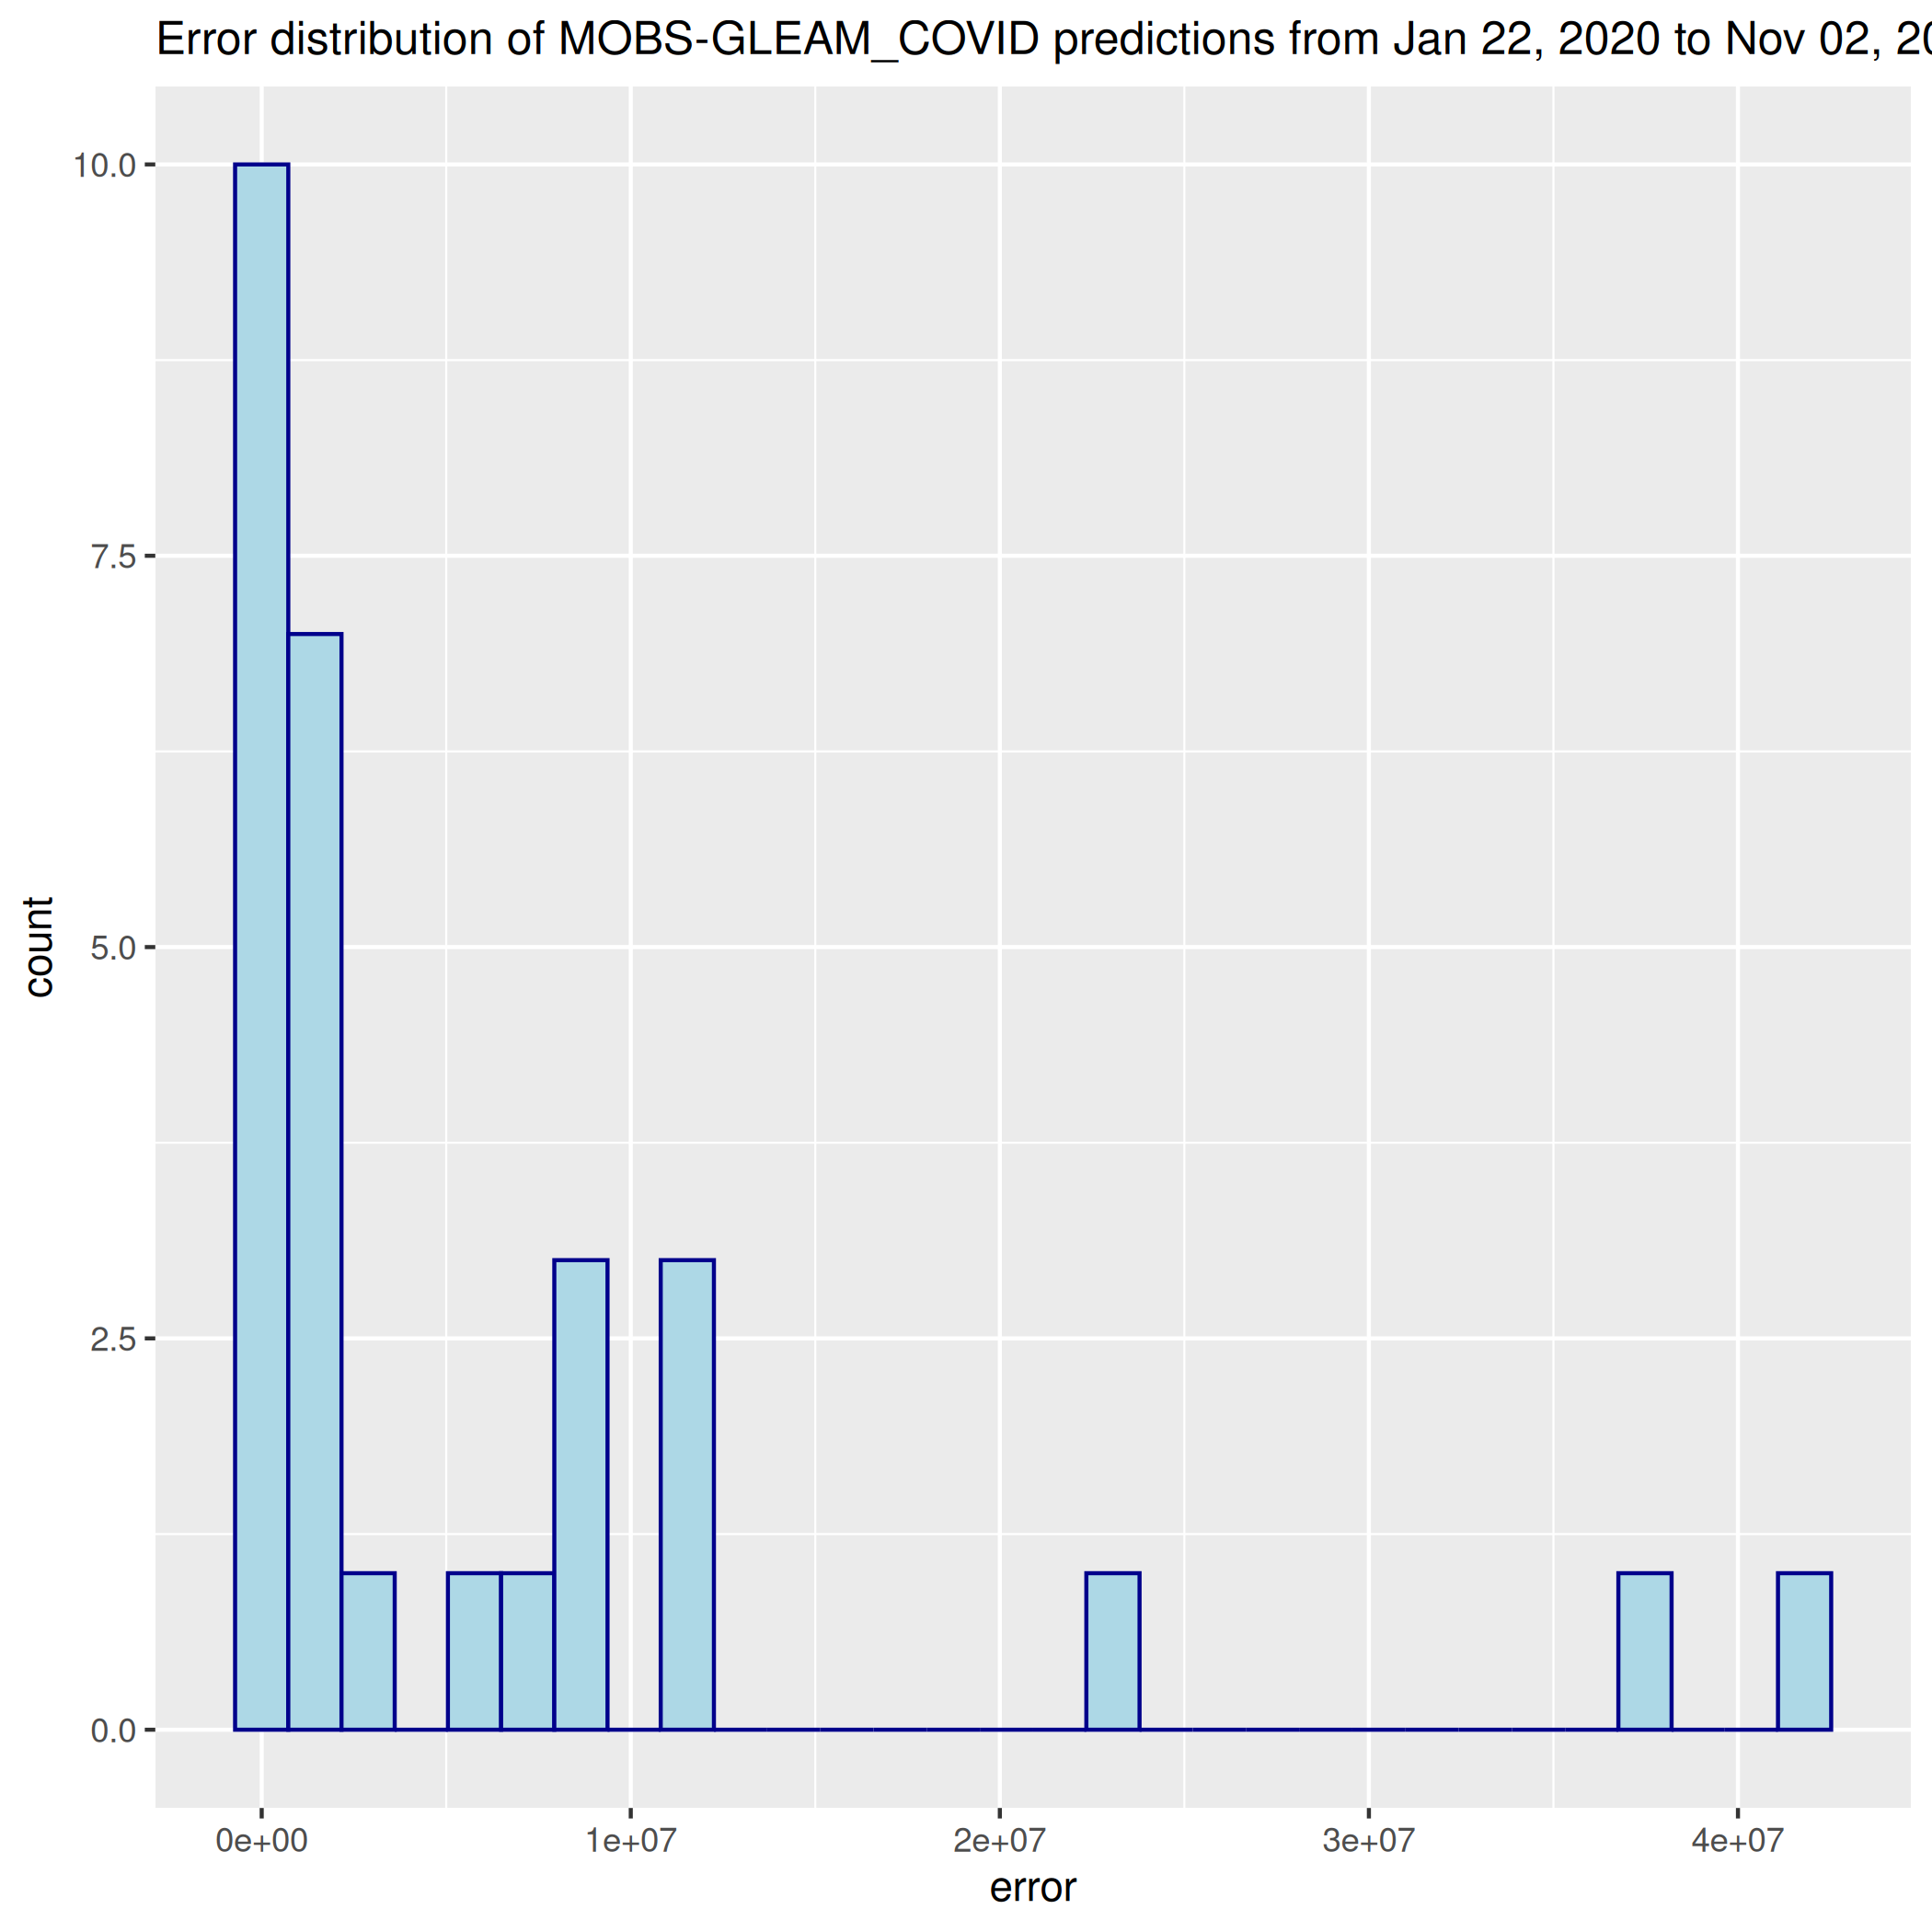 Error distribution of MOBS-GLEAM_COVID predictions from Jan 22, 2020 to Nov 02, 20
10.0
7.5
5.0
2.5
0.0
count
0e+00 1e+07 2e+07 3e+07 4e+07
error